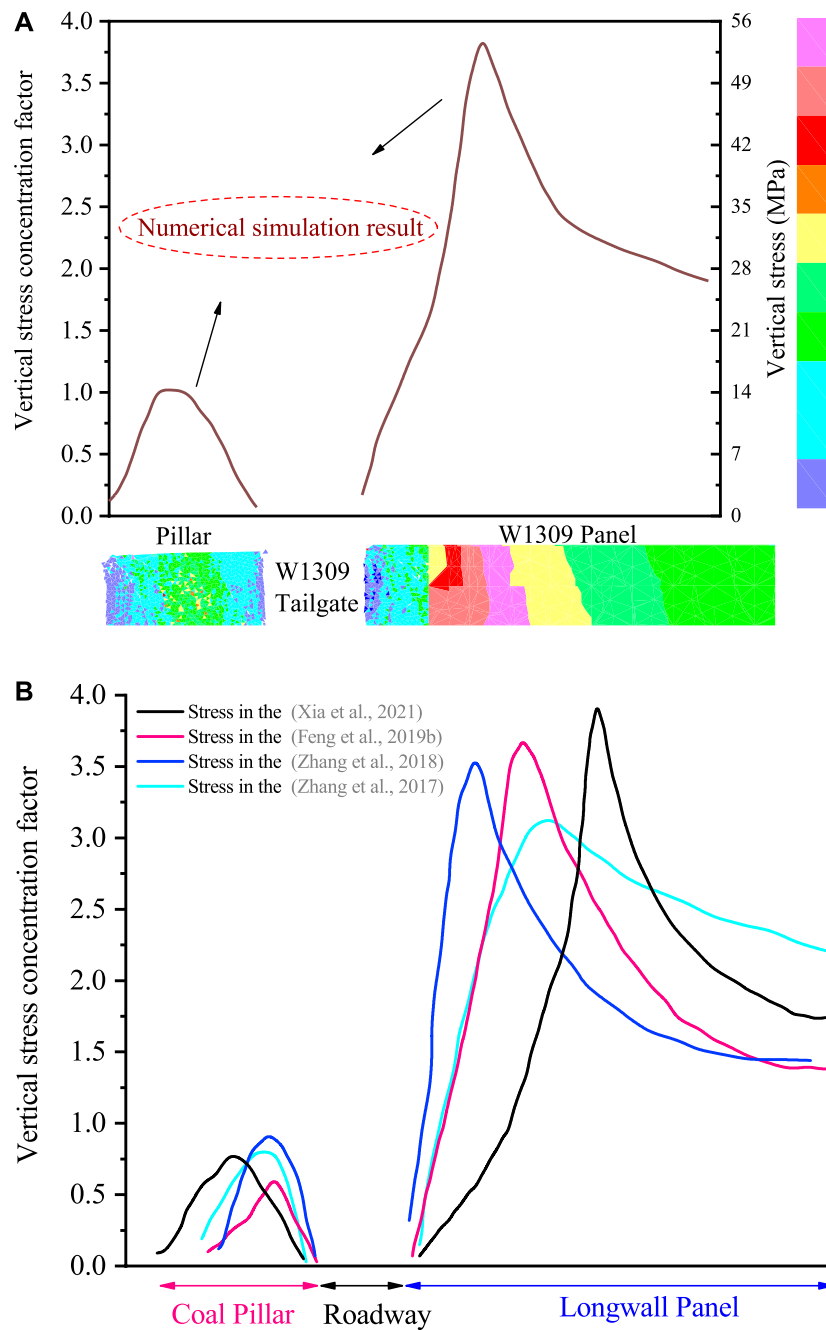 A
Vertical stress concentration factor
4.0
3.5
3.0
2.5
2.0
1.5
1.0
0.5
0.0
Numerical simulation result
56
49
42
35
28
21
14
7
0
Vertical stress (MPa)
Pillar
W1309 Panel
W1309
Tailgate
B
Vertical stress concentration factor
4.0
3.5
3.0
2.5
2.0
1.5
1.0
0.5
0.0
Stress in the (Xia et al., 2021)
Stress in the (Feng et al., 2019b)
Stress in the (Zhang et al., 2018)
Stress in the (Zhang et al., 2017)
Coal Pillar
Roadway
Longwall Panel